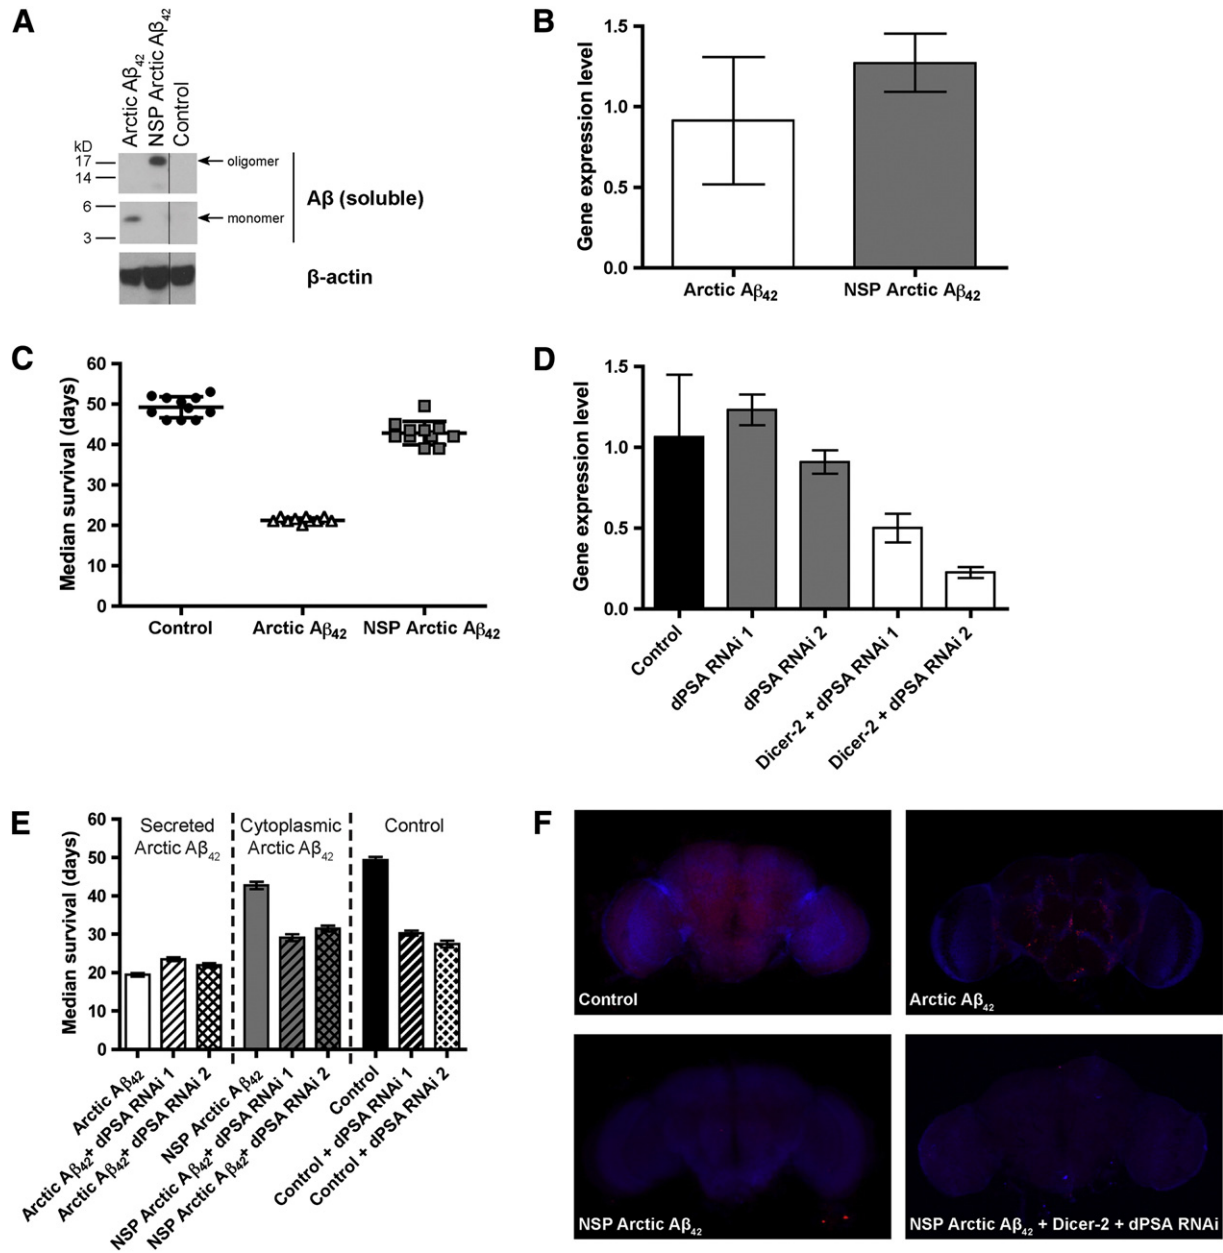 A
Arctic Aβ42
NSP Arctic Aβ42
Control
kD
17
14
6
3
oligomer
monomer
Aβ (soluble)
β-actin
B
Gene expression level
1.5
1.0
0.5
0.0
Arctic Aβ42
NSP Arctic Aβ42
C
Median survival (days)
60
50
40
30
20
10
0
Control
Arctic Aβ42
NSP Arctic Aβ42
D
Gene expression level
1.5
1.0
0.5
0.0
Control
dPSA RNAi 1
dPSA RNAi 2
Dicer-2 + dPSA RNAi 1
Dicer-2 + dPSA RNAi 2
E
Median survival (days)
60
50
40
30
20
10
0
Secreted
Arctic Aβ42
Cytoplasmic
Arctic Aβ42
Control
Arctic Aβ42
Arctic Aβ42+ dPSA RNAi 1
Arctic Aβ42+ dPSA RNAi 2
NSP Arctic Aβ42
NSP Arctic Aβ42+ dPSA RNAi 1
NSP Arctic Aβ42+ dPSA RNAi 2
Control
Control + dPSA RNAi 1
Control + dPSA RNAi 2
F
Control
Arctic Aβ42
NSP Arctic Aβ42
NSP Arctic Aβ42 + Dicer-2 + dPSA RNAi